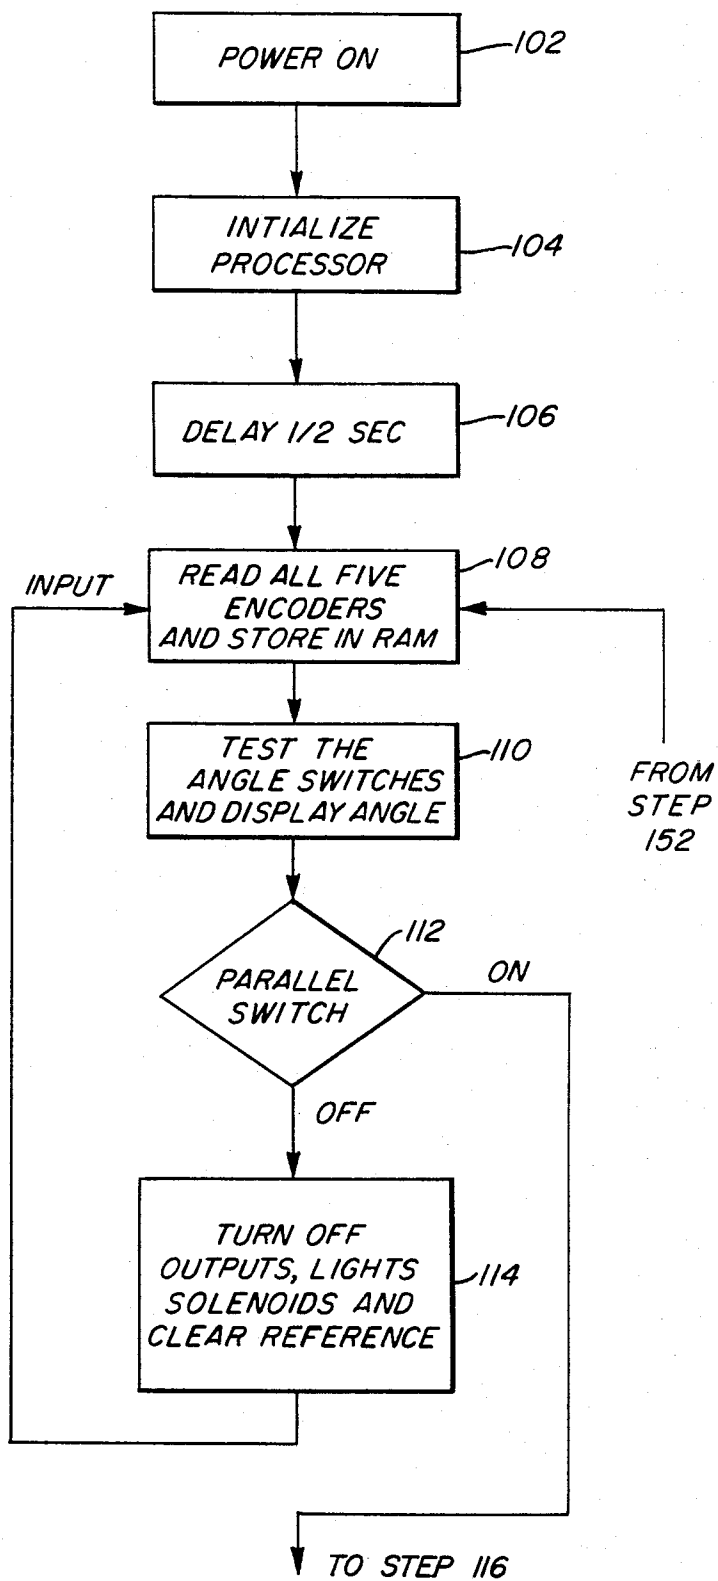 POWER ON
102
INTIALIZE
PROCESSOR
104
DELAY 1/2 SEC
106
INPUT
READ ALL FIVE
ENCODERS
AND STORE IN RAM
108
TEST THE
ANGLE SWITCHES
AND DISPLAY ANGLE
110
FROM
STEP
152
PARALLEL
SWITCH
112
ON
OFF
TURN OFF
OUTPUTS, LIGHTS
SOLENOIDS AND
CLEAR REFERENCE
114
TO STEP 116